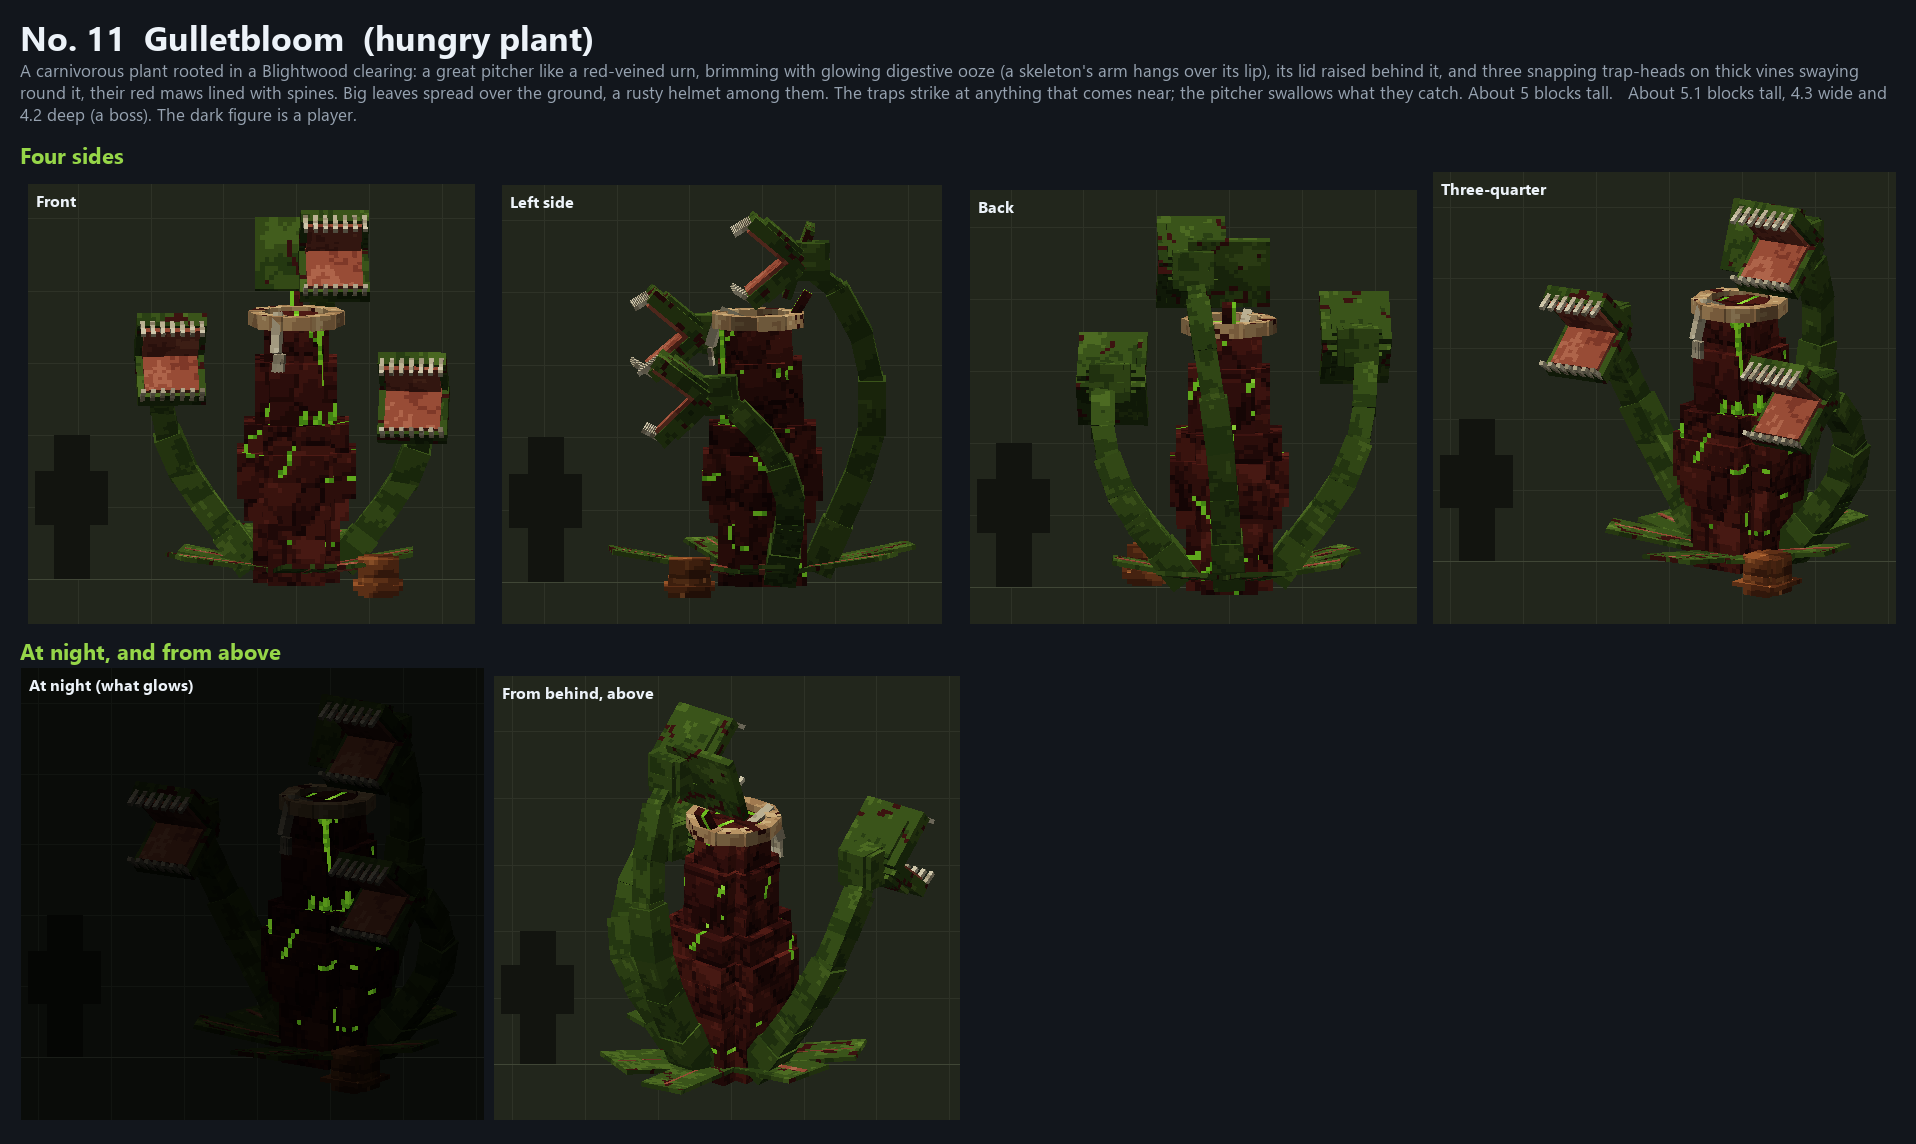 No. 11 Gulletbloom (hungry plant)
A carnivorous plant rooted in a Blightwood clearing: a great pitcher like a red-veined urn, brimming with glowing digestive ooze (a skeleton's arm hangs over its lip), its lid raised behind it, and three snapping trap-heads on thick vines swaying
round it, their red maws lined with spines. Big leaves spread over the ground, a rusty helmet among them. The traps strike at anything that comes near; the pitcher swallows what they catch. About 5 blocks tall. About 5.1 blocks tall, 4.3 wide and
4.2 deep (a boss). The dark figure is a player.
Four sides
Front
Left side
Back
Three-quarter
At night, and from above
At night (what glows)
From behind, above